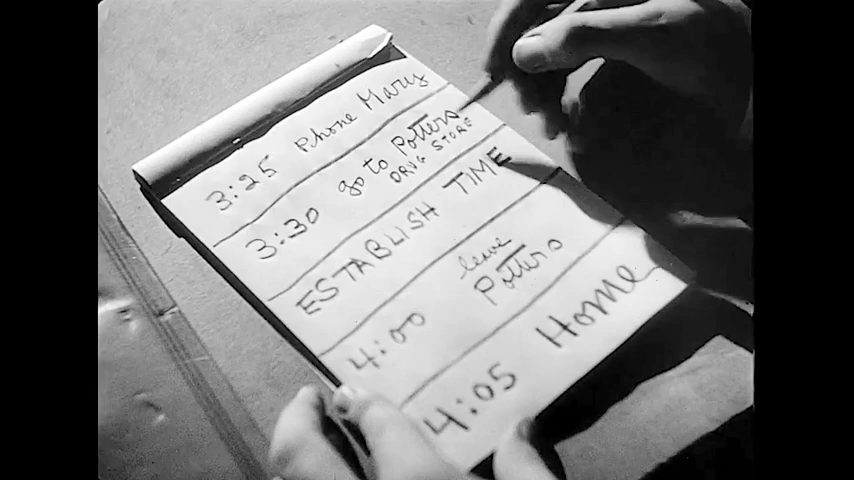 3:25 Phone Mary
3:30 go to Potters
DRUG STORE
ESTABLISH TIME
4:00 leave
Potters
4:05 Home